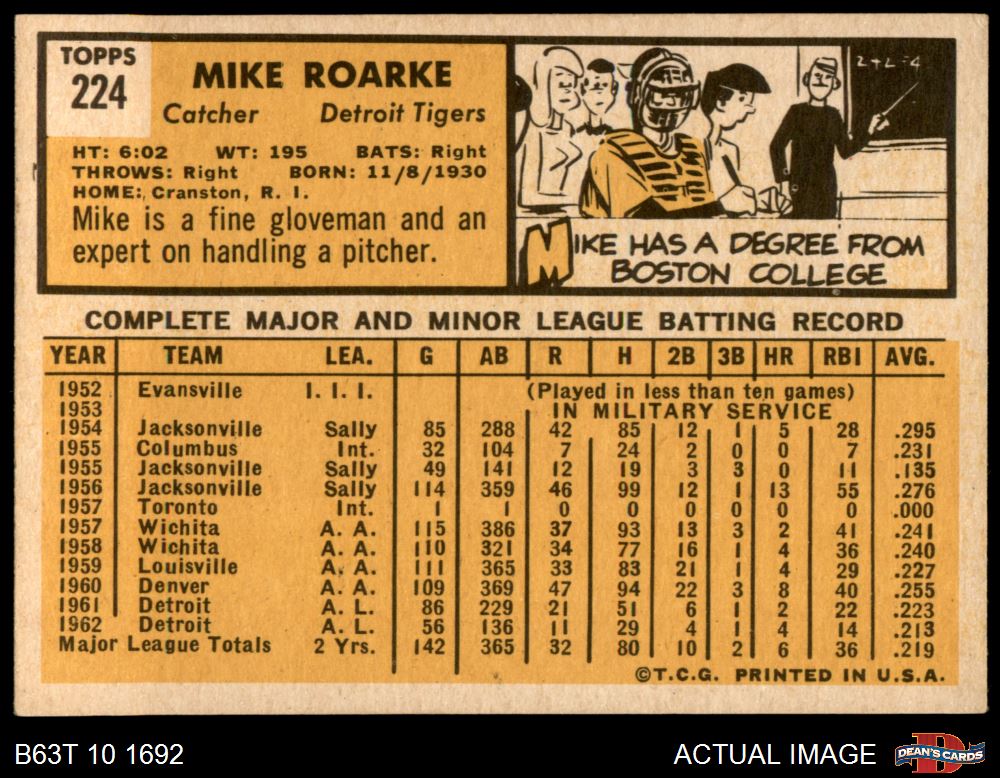 TOPPS
224
MIKE ROARKE
Catcher Detroit Tigers
HT: 6:02 WT: 195 BATS: Right
THROWS: Right BORN: 11/8/1930
HOME: Cranston, R. I.
Mike is a fine gloveman and an
expert on handling a pitcher.
2+2=4
MIKE HAS A DEGREE FROM
BOSTON COLLEGE
COMPLETE MAJOR AND MINOR LEAGUE BATTING RECORD
YEAR TEAM LEA. G AB R H 2B 3B HR RBI AVG.
1952 Evansville I. I. I. (Played in less than ten games)
1953 IN MILITARY SERVICE
1954 Jacksonville Sally 85 288 42 85 12 1 5 28 .295
1955 Columbus Int. 32 104 7 24 2 0 0 7 .231
1955 Jacksonville Sally 49 141 12 19 3 3 0 11 .135
1956 Jacksonville Sally 114 359 46 99 12 1 13 55 .276
1957 Toronto Int. 1 1 0 0 0 0 0 0 .000
1957 Wichita A. A. 115 386 37 93 13 3 2 41 .241
1958 Wichita A. A. 110 321 34 77 16 1 4 36 .240
1959 Louisville A. A. 111 365 33 83 21 1 4 29 .227
1960 Denver A. A. 109 369 47 94 22 3 8 40 .255
1961 Detroit A. L. 86 229 21 51 6 1 2 22 .223
1962 Detroit A. L. 56 136 11 29 4 1 4 14 .213
Major League Totals 2 Yrs. 142 365 32 80 10 2 6 36 .219
©T.C.G. PRINTED IN U.S.A.
B63T 10 1692 ACTUAL IMAGE DEAN'S CARDS